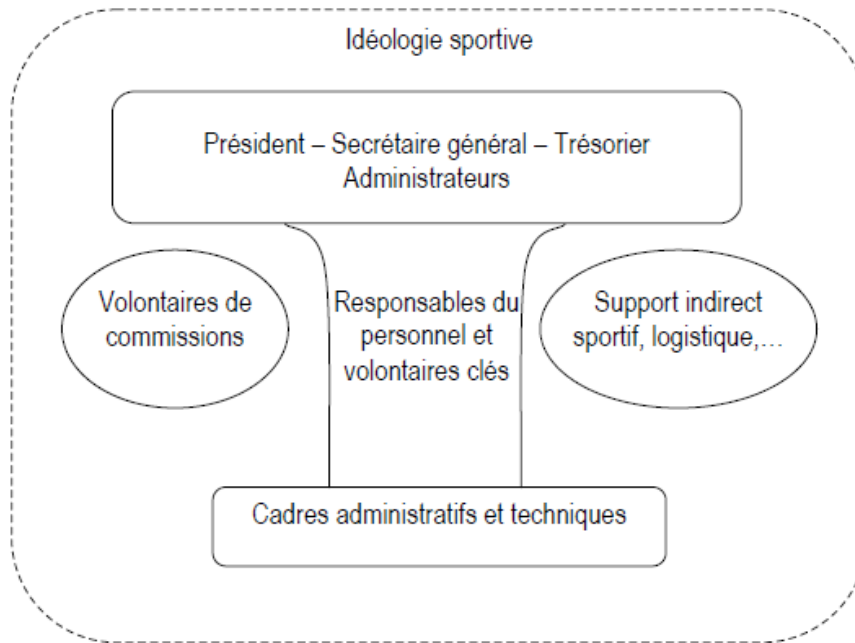 Idéologie sportive
Président – Secrétaire général – Trésorier
Administrateurs
Volontaires de
commissions
Responsables du
personnel et
volontaires clés
Support indirect
sportif, logistique,…
Cadres administratifs et techniques